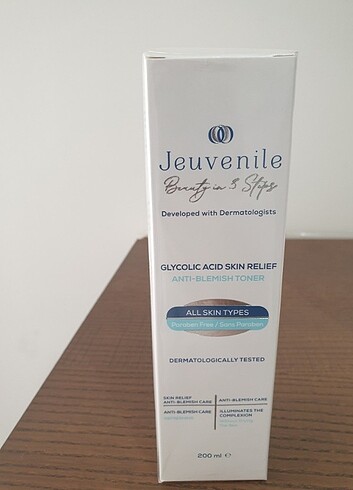 Jeuvenile
Beauty in 3 Steps
Developed with Dermatologists
GLYCOLIC ACID SKIN RELIEF
ANTI-BLEMISH TONER
ALL SKIN TYPES
Paraben Free / Sans Paraben
DERMATOLOGICALLY TESTED
SKIN RELIEF
ANTI-BLEMISH CARE
ANTI-BLEMISH CARE
ANTI-BLEMISH CARE
ILLUMINATES THE
COMPLEXION
200 ml ℮